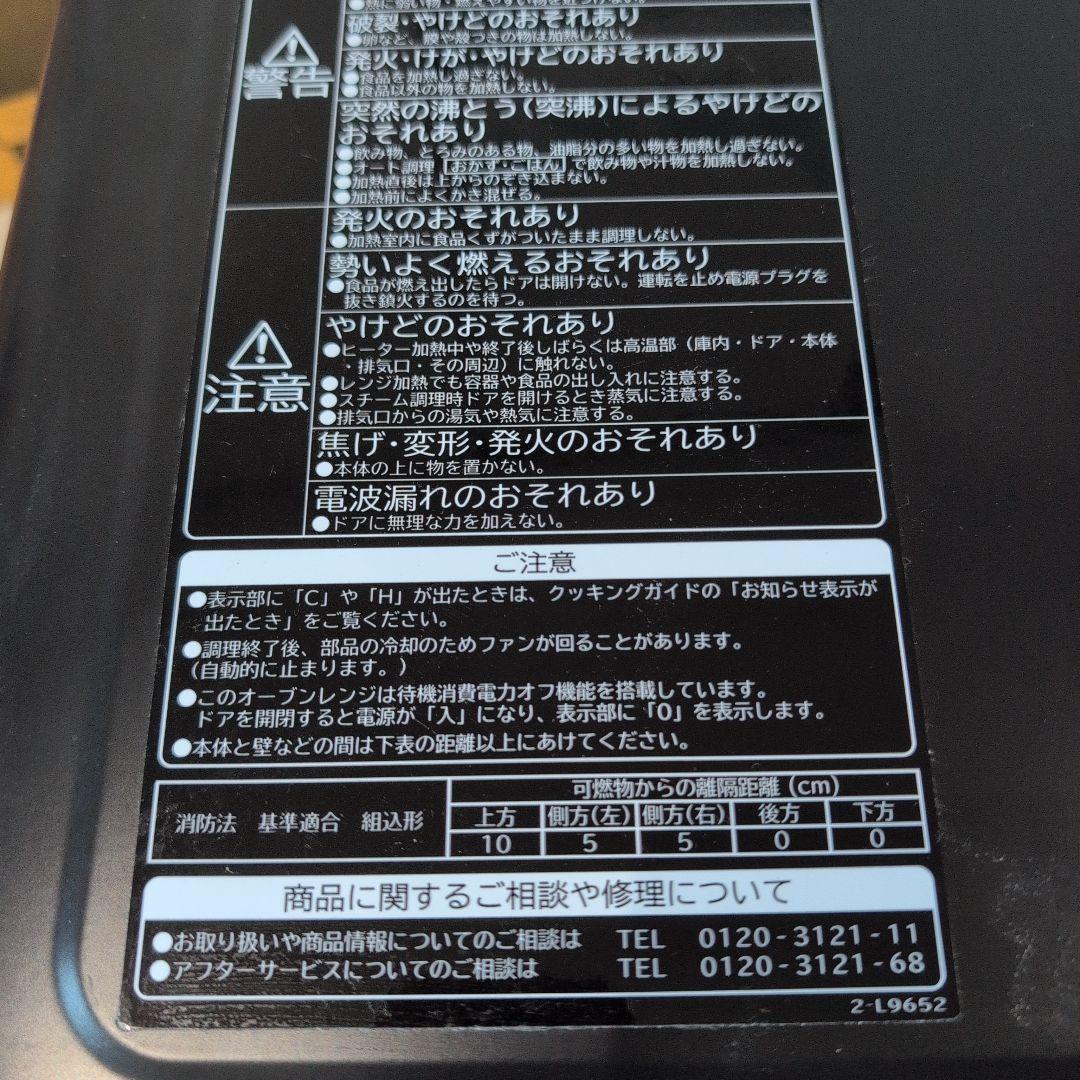 ●熱に弱い物・燃えやすい物を近づけない。
破裂・やけどのおそれあり
●卵など、膜や殻つきの物は加熱しない。
発火・けが・やけどのおそれあり
●食品を加熱し過ぎない。
●食品以外の物を加熱しない。
警告
突然の沸とう(突沸)によるやけどの
おそれあり
●飲み物、とろみのある物、油脂分の多い物を加熱し過ぎない。
●オート調理 おかず・ごはん で飲み物や汁物を加熱しない。
●加熱直後は上からのぞき込まない。
●加熱前によくかき混ぜる。
発火のおそれあり
●加熱室内に食品くずがついたまま調理しない。
勢いよく燃えるおそれあり
●食品が燃え出したらドアは開けない。運転を止め電源プラグを
抜き鎮火するのを待つ。
注意
やけどのおそれあり
●ヒーター加熱中や終了後しばらくは高温部(庫内・ドア・本体
・排気口・その周辺)に触れない。
●レンジ加熱でも容器や食品の出し入れに注意する。
●スチーム調理時ドアを開けるとき蒸気に注意する。
●排気口からの湯気や熱気に注意する。
焦げ・変形・発火のおそれあり
●本体の上に物を置かない。
電波漏れのおそれあり
●ドアに無理な力を加えない。
ご注意
●表示部に「C」や「H」が出たときは、クッキングガイドの「お知らせ表示が
出たとき」をご覧ください。
●調理終了後、部品の冷却のためファンが回ることがあります。
(自動的に止まります。)
●このオーブンレンジは待機消費電力オフ機能を搭載しています。
ドアを開閉すると電源が「入」になり、表示部に「0」を表示します。
●本体と壁などの間は下表の距離以上にあけてください。
消防法 基準適合 組込形
可燃物からの離隔距離(cm)
上方 側方(左) 側方(右) 後方 下方
10 5 5 0 0
商品に関するご相談や修理について
●お取り扱いや商品情報についてのご相談は TEL 0120-3121-11
●アフターサービスについてのご相談は TEL 0120-3121-68
2-L9652